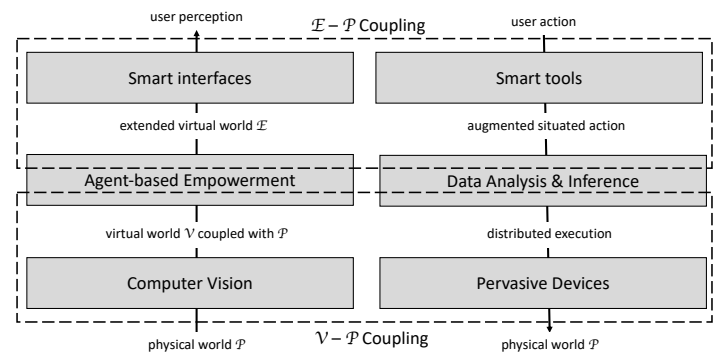 user perception
ℰ – 𝒫 Coupling
user action
Smart interfaces
Smart tools
extended virtual world ℰ
augmented situated action
Agent-based Empowerment
Data Analysis & Inference
virtual world 𝒱 coupled with 𝒫
distributed execution
Computer Vision
Pervasive Devices
physical world 𝒫
𝒱 – 𝒫 Coupling
physical world 𝒫